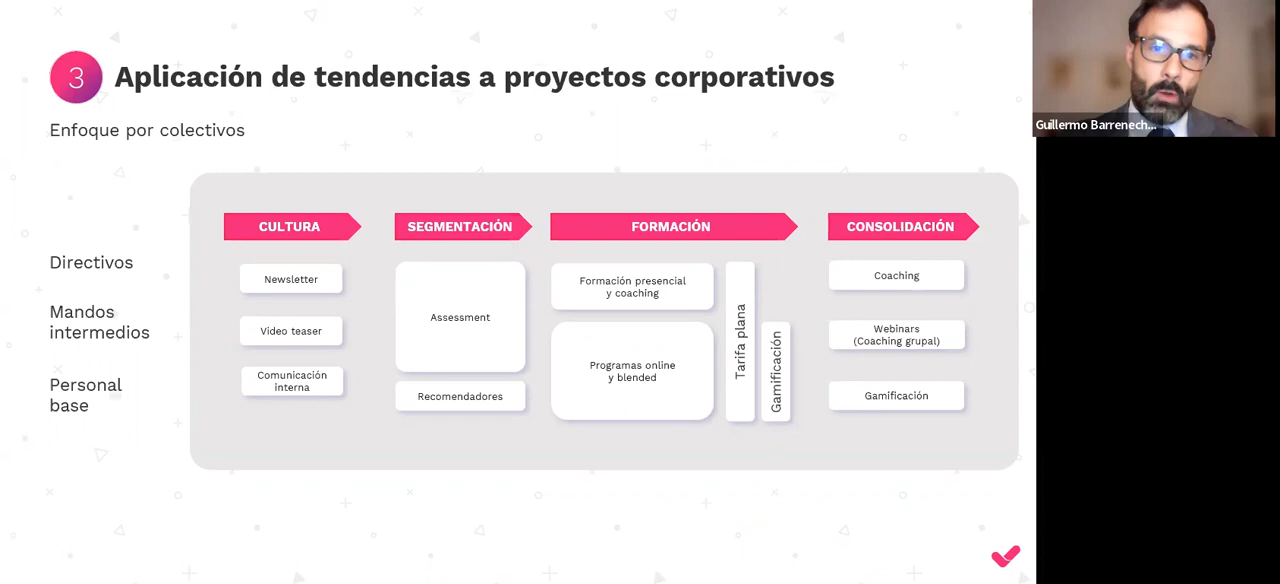 3
Aplicación de tendencias a proyectos corporativos
Enfoque por colectivos
Guillermo Barrenech...
CULTURA
SEGMENTACIÓN
FORMACIÓN
CONSOLIDACIÓN
Directivos
Mandos
intermedios
Personal
base
Newsletter
Video teaser
Comunicación
interna
Assessment
Recomendadores
Formación presencial
y coaching
Programas online
y blended
Tarifa plana
Gamificación
Coaching
Webinars
(Coaching grupal)
Gamificación